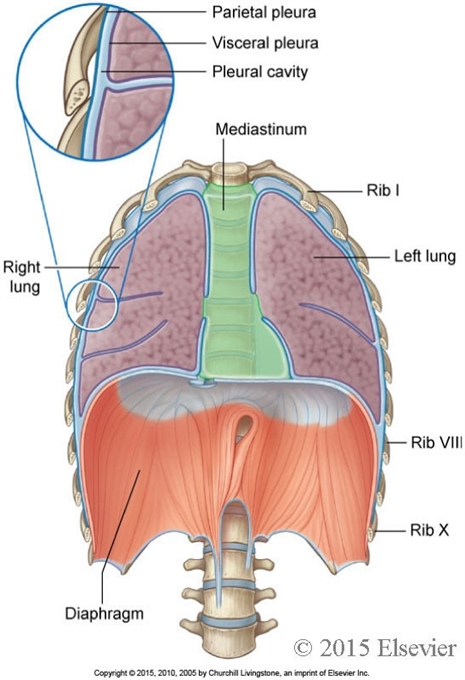 Parietal pleura
Visceral pleura
Pleural cavity
Mediastinum
Rib I
Left lung
Right
lung
Rib VIII
Rib X
Diaphragm
© 2015 Elsevier
Copyright © 2015, 2010, 2005 by Churchill Livingstone, an imprint of Elsevier Inc.